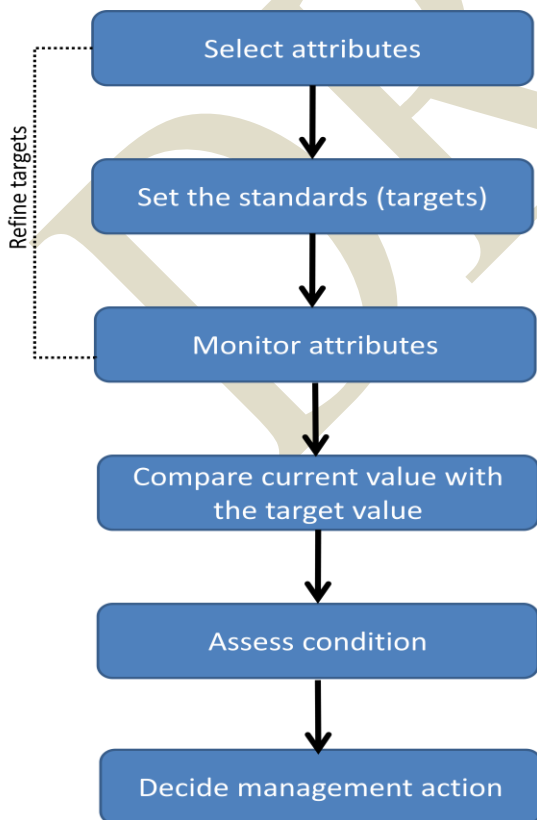 Select attributes
Refine targets
Set the standards (targets)
Monitor attributes
Compare current value with
the target value
Assess condition
Decide management action